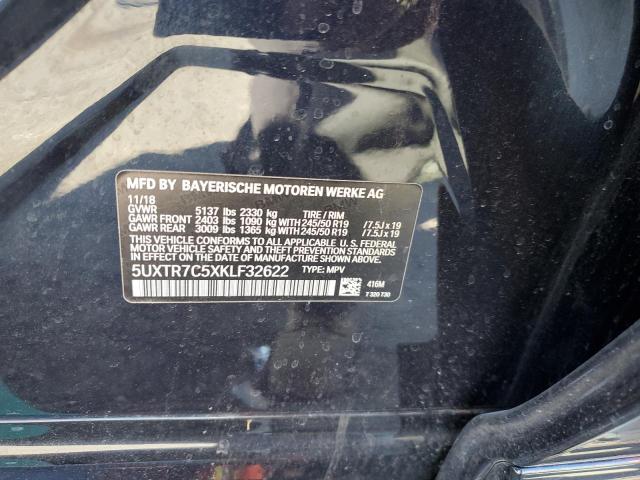 MFD BY BAYERISCHE MOTOREN WERKE AG
11/18
GVWR 5137 lbs 2330 kg TIRE / RIM
GAWR FRONT 2403 lbs 1090 kg WITH 245/50 R19 / 7.5J x 19
GAWR REAR 3009 lbs 1365 kg WITH 245/50 R19 / 7.5J x 19
THIS VEHICLE CONFORMS TO ALL APPLICABLE U.S. FEDERAL
MOTOR VEHICLE SAFETY AND THEFT PREVENTION STANDARDS
IN EFFECT ON THE DATE OF MANUFACTURE SHOWN ABOVE.
5UXTR7C5XKLF32622 TYPE: MPV
416M
7 320 730